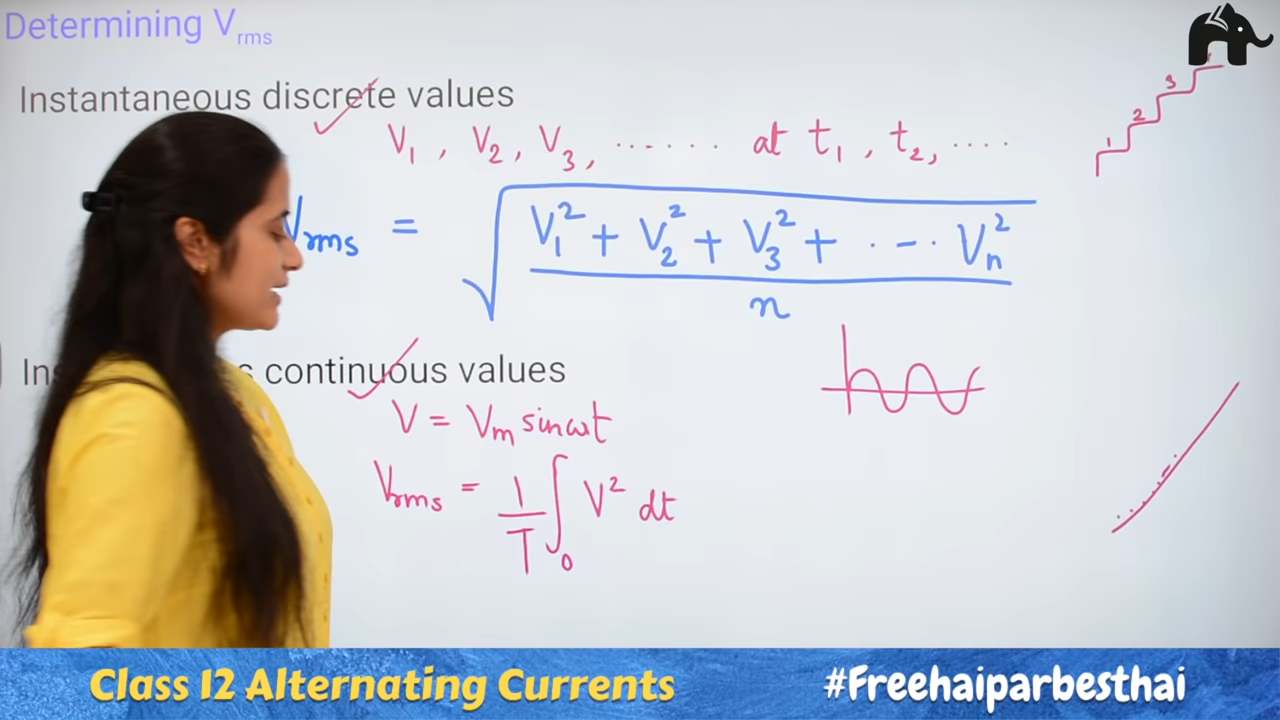 Determining Vrms
Instantaneous discrete values
V₁, V₂, V₃, ....... at t₁, t₂, ....
Vrms = √((V₁² + V₂² + V₃² + ..-. Vₙ²)/n)
1 2 3
continuous values
V = Vm sinωt
Vrms = 1/T ∫₀ V² dt
Class 12 Alternating Currents
#Freehaiparbesthai